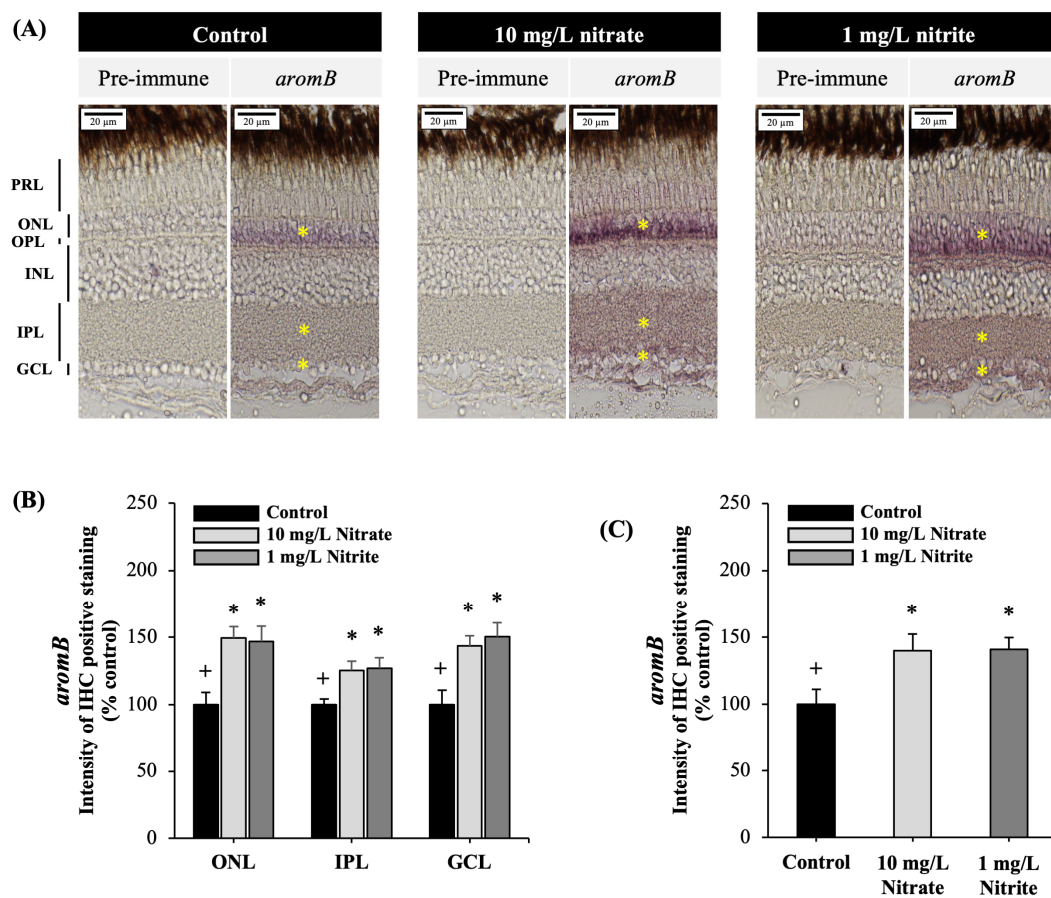 (A)
Control
10 mg/L nitrate
1 mg/L nitrite
Pre-immune
aromB
Pre-immune
aromB
Pre-immune
aromB
20 µm
20 µm
20 µm
20 µm
20 µm
20 µm
PRL
ONL
OPL
INL
IPL
GCL
*
*
*
*
*
*
*
*
*
(B)
aromB
Intensity of IHC positive staining
(% control)
250
200
150
100
50
0
Control
10 mg/L Nitrate
1 mg/L Nitrite
+
*
*
+
*
*
+
*
*
ONL
IPL
GCL
(C)
aromB
Intensity of IHC positive staining
(% control)
250
200
150
100
50
0
Control
10 mg/L Nitrate
1 mg/L Nitrite
+
*
*
Control
10 mg/L
Nitrate
1 mg/L
Nitrite